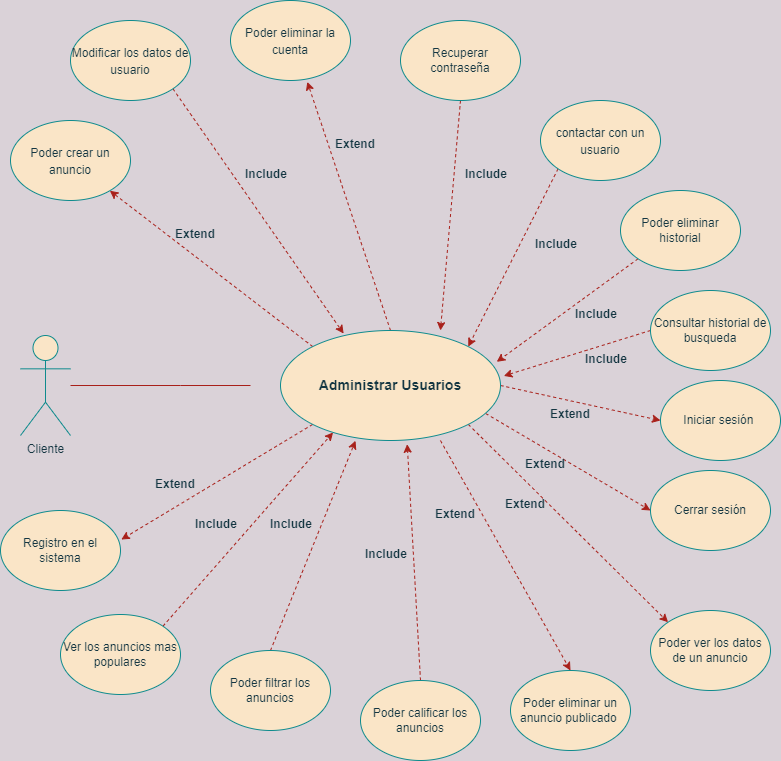 Poder eliminar la
cuenta
Modificar los datos de
usuario
Recuperar
contraseña
contactar con un
usuario
Poder crear un
anuncio
Extend
Include
Include
Extend
Include
Poder eliminar
historial
Include
Consultar historial de
busqueda
Include
Administrar Usuarios
Extend
Iniciar sesión
Cliente
Extend
Extend
Cerrar sesión
Extend
Extend
Include
Include
Include
Registro en el
sistema
Ver los anuncios mas
populares
Poder filtrar los
anuncios
Poder calificar los
anuncios
Poder eliminar un
anuncio publicado
Poder ver los datos
de un anuncio